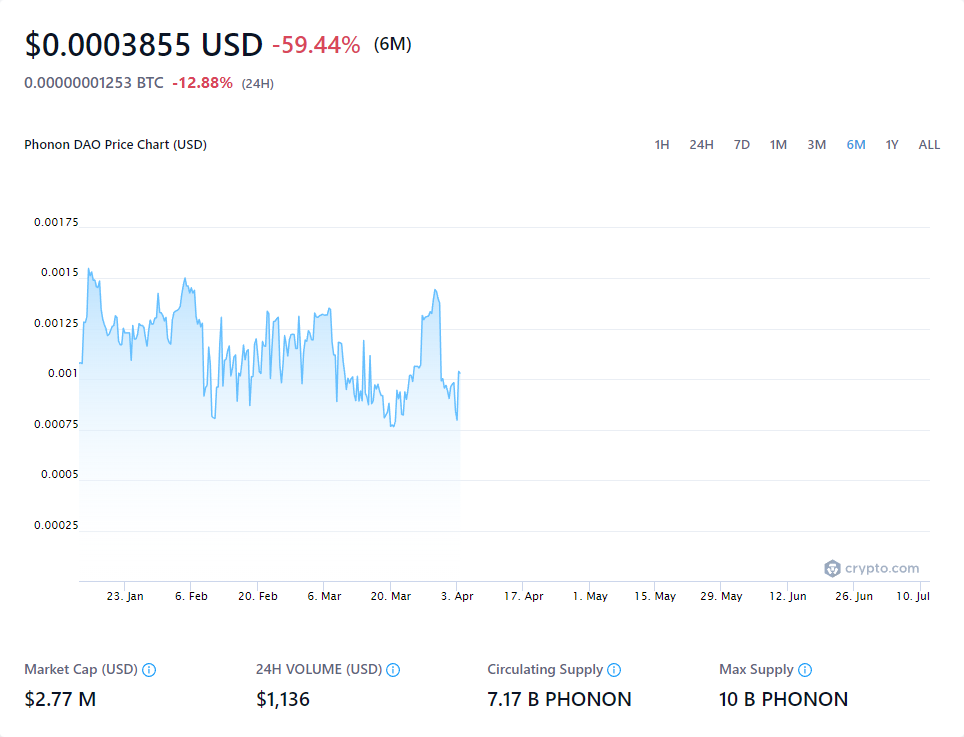 $0.0003855 USD -59.44% (6M)
0.00000001253 BTC -12.88% (24H)
Phonon DAO Price Chart (USD) 1H 24H 7D 1M 3M 6M 1Y ALL
0.00175
0.0015
0.00125
0.001
0.00075
0.0005
0.00025
crypto.com
23. Jan 6. Feb 20. Feb 6. Mar 20. Mar 3. Apr 17. Apr 1. May 15. May 29. May 12. Jun 26. Jun 10. Jul
Market Cap (USD) 24H VOLUME (USD) Circulating Supply Max Supply
$2.77 M $1,136 7.17 B PHONON 10 B PHONON